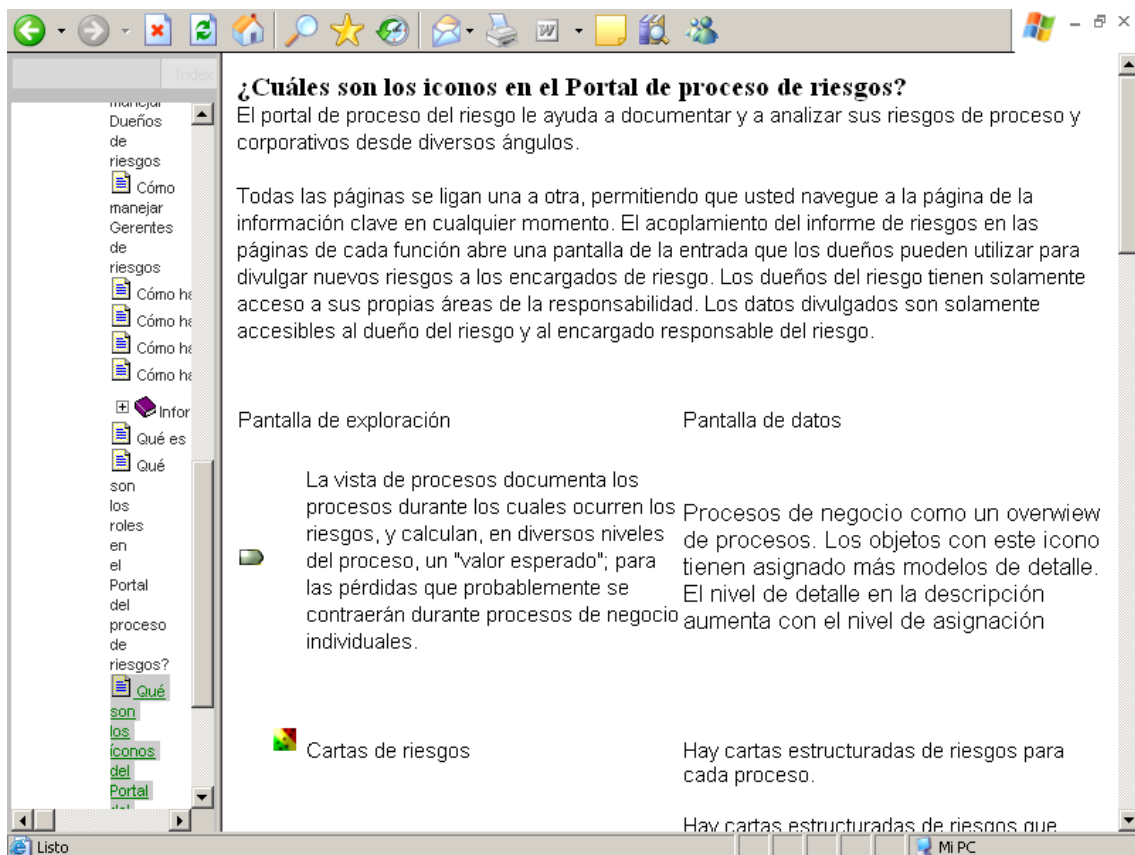 Index
manejar
Dueños
de
riesgos
Cómo
manejar
Gerentes
de
riesgos
Cómo ha
Cómo ha
Cómo ha
Cómo ha
Infor
Qué es
Qué
son
los
roles
en
el
Portal
del
proceso
de
riesgos?
Qué
son
los
íconos
del
Portal
del
¿Cuáles son los iconos en el Portal de proceso de riesgos?
El portal de proceso del riesgo le ayuda a documentar y a analizar sus riesgos de proceso y
corporativos desde diversos ángulos.
Todas las páginas se ligan una a otra, permitiendo que usted navegue a la página de la
información clave en cualquier momento. El acoplamiento del informe de riesgos en las
páginas de cada función abre una pantalla de la entrada que los dueños pueden utilizar para
divulgar nuevos riesgos a los encargados de riesgo. Los dueños del riesgo tienen solamente
acceso a sus propias áreas de la responsabilidad. Los datos divulgados son solamente
accesibles al dueño del riesgo y al encargado responsable del riesgo.
Pantalla de exploración
Pantalla de datos
La vista de procesos documenta los
procesos durante los cuales ocurren los
riesgos, y calculan, en diversos niveles
del proceso, un "valor esperado"; para
las pérdidas que probablemente se
contraerán durante procesos de negocio
individuales.
Procesos de negocio como un overwiew
de procesos. Los objetos con este icono
tienen asignado más modelos de detalle.
El nivel de detalle en la descripción
aumenta con el nivel de asignación
Cartas de riesgos
Hay cartas estructuradas de riesgos para
cada proceso.
Hay cartas estructuradas de riesgos que
Listo
Mi PC